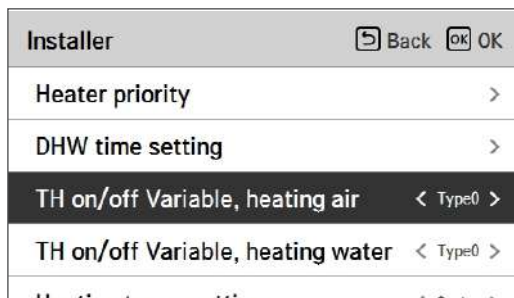 Installer Back OK OK
Heater priority >
DHW time setting >
TH on/off Variable, heating air < Type0 >
TH on/off Variable, heating water < Type0 >